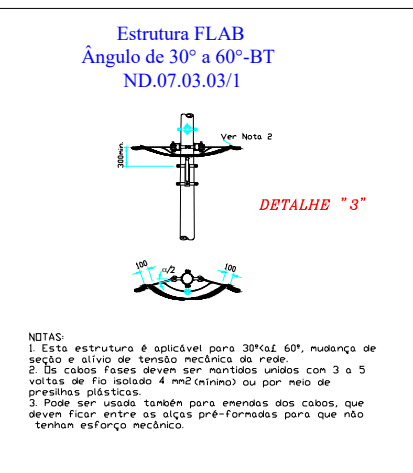 Estrutura FLAB
Ângulo de 30° a 60°-BT
ND.07.03.03/1
Ver Nota 2
300min.
DETALHE "3"
100
α/2
100
NOTAS:
1. Esta estrutura é aplicável para 30º<a£ 60º, mudança de
seção e alívio de tensão mecânica da rede.
2. Os cabos fases devem ser mantidos unidos com 3 a 5
voltas de fio isolado 4 mm2(mínimo) ou por meio de
presilhas plásticas.
3. Pode ser usada também para emendas dos cabos, que
devem ficar entre as alças pré-formadas para que não
tenham esforço mecânico.